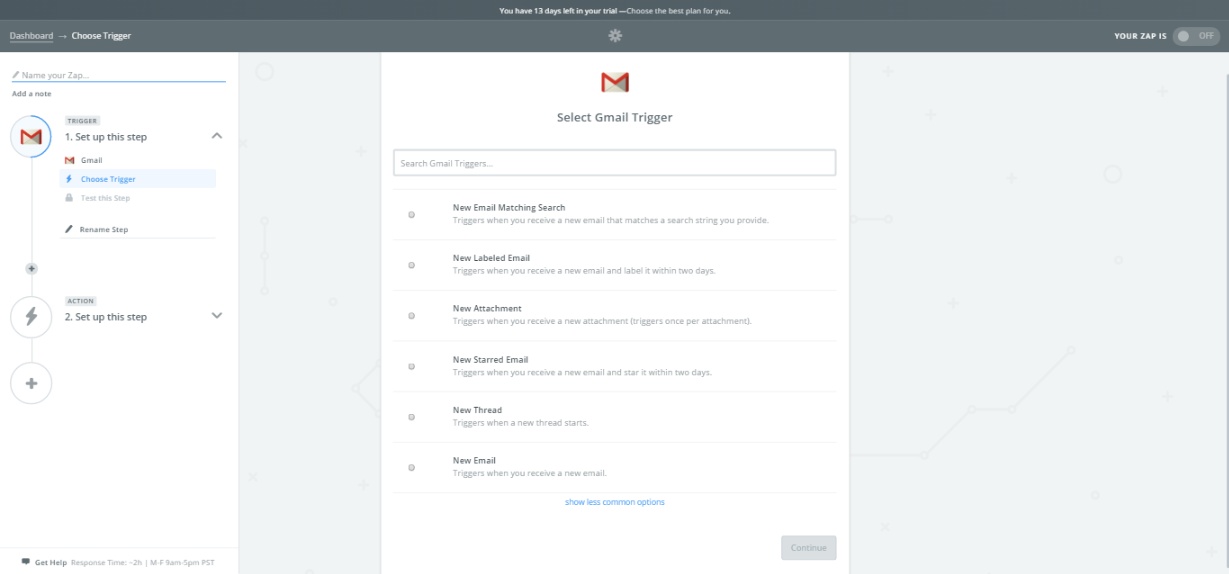 You have 13 days left in your trial —Choose the best plan for you.
Dashboard → Choose Trigger
YOUR ZAP IS OFF
Name your Zap...
Add a note
TRIGGER
1. Set up this step
Gmail
Choose Trigger
Test this Step
Rename Step
ACTION
2. Set up this step
Get Help Response Time: ~2h | M-F 9am-5pm PST
Select Gmail Trigger
Search Gmail Triggers...
New Email Matching Search
Triggers when you receive a new email that matches a search string you provide.
New Labeled Email
Triggers when you receive a new email and label it within two days.
New Attachment
Triggers when you receive a new attachment (triggers once per attachment).
New Starred Email
Triggers when you receive a new email and star it within two days.
New Thread
Triggers when a new thread starts.
New Email
Triggers when you receive a new email.
show less common options
Continue